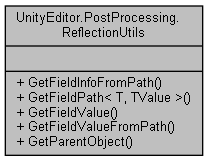 UnityEditor.PostProcessing.
ReflectionUtils
+ GetFieldInfoFromPath()
+ GetFieldPath< T, TValue >()
+ GetFieldValue()
+ GetFieldValueFromPath()
+ GetParentObject()